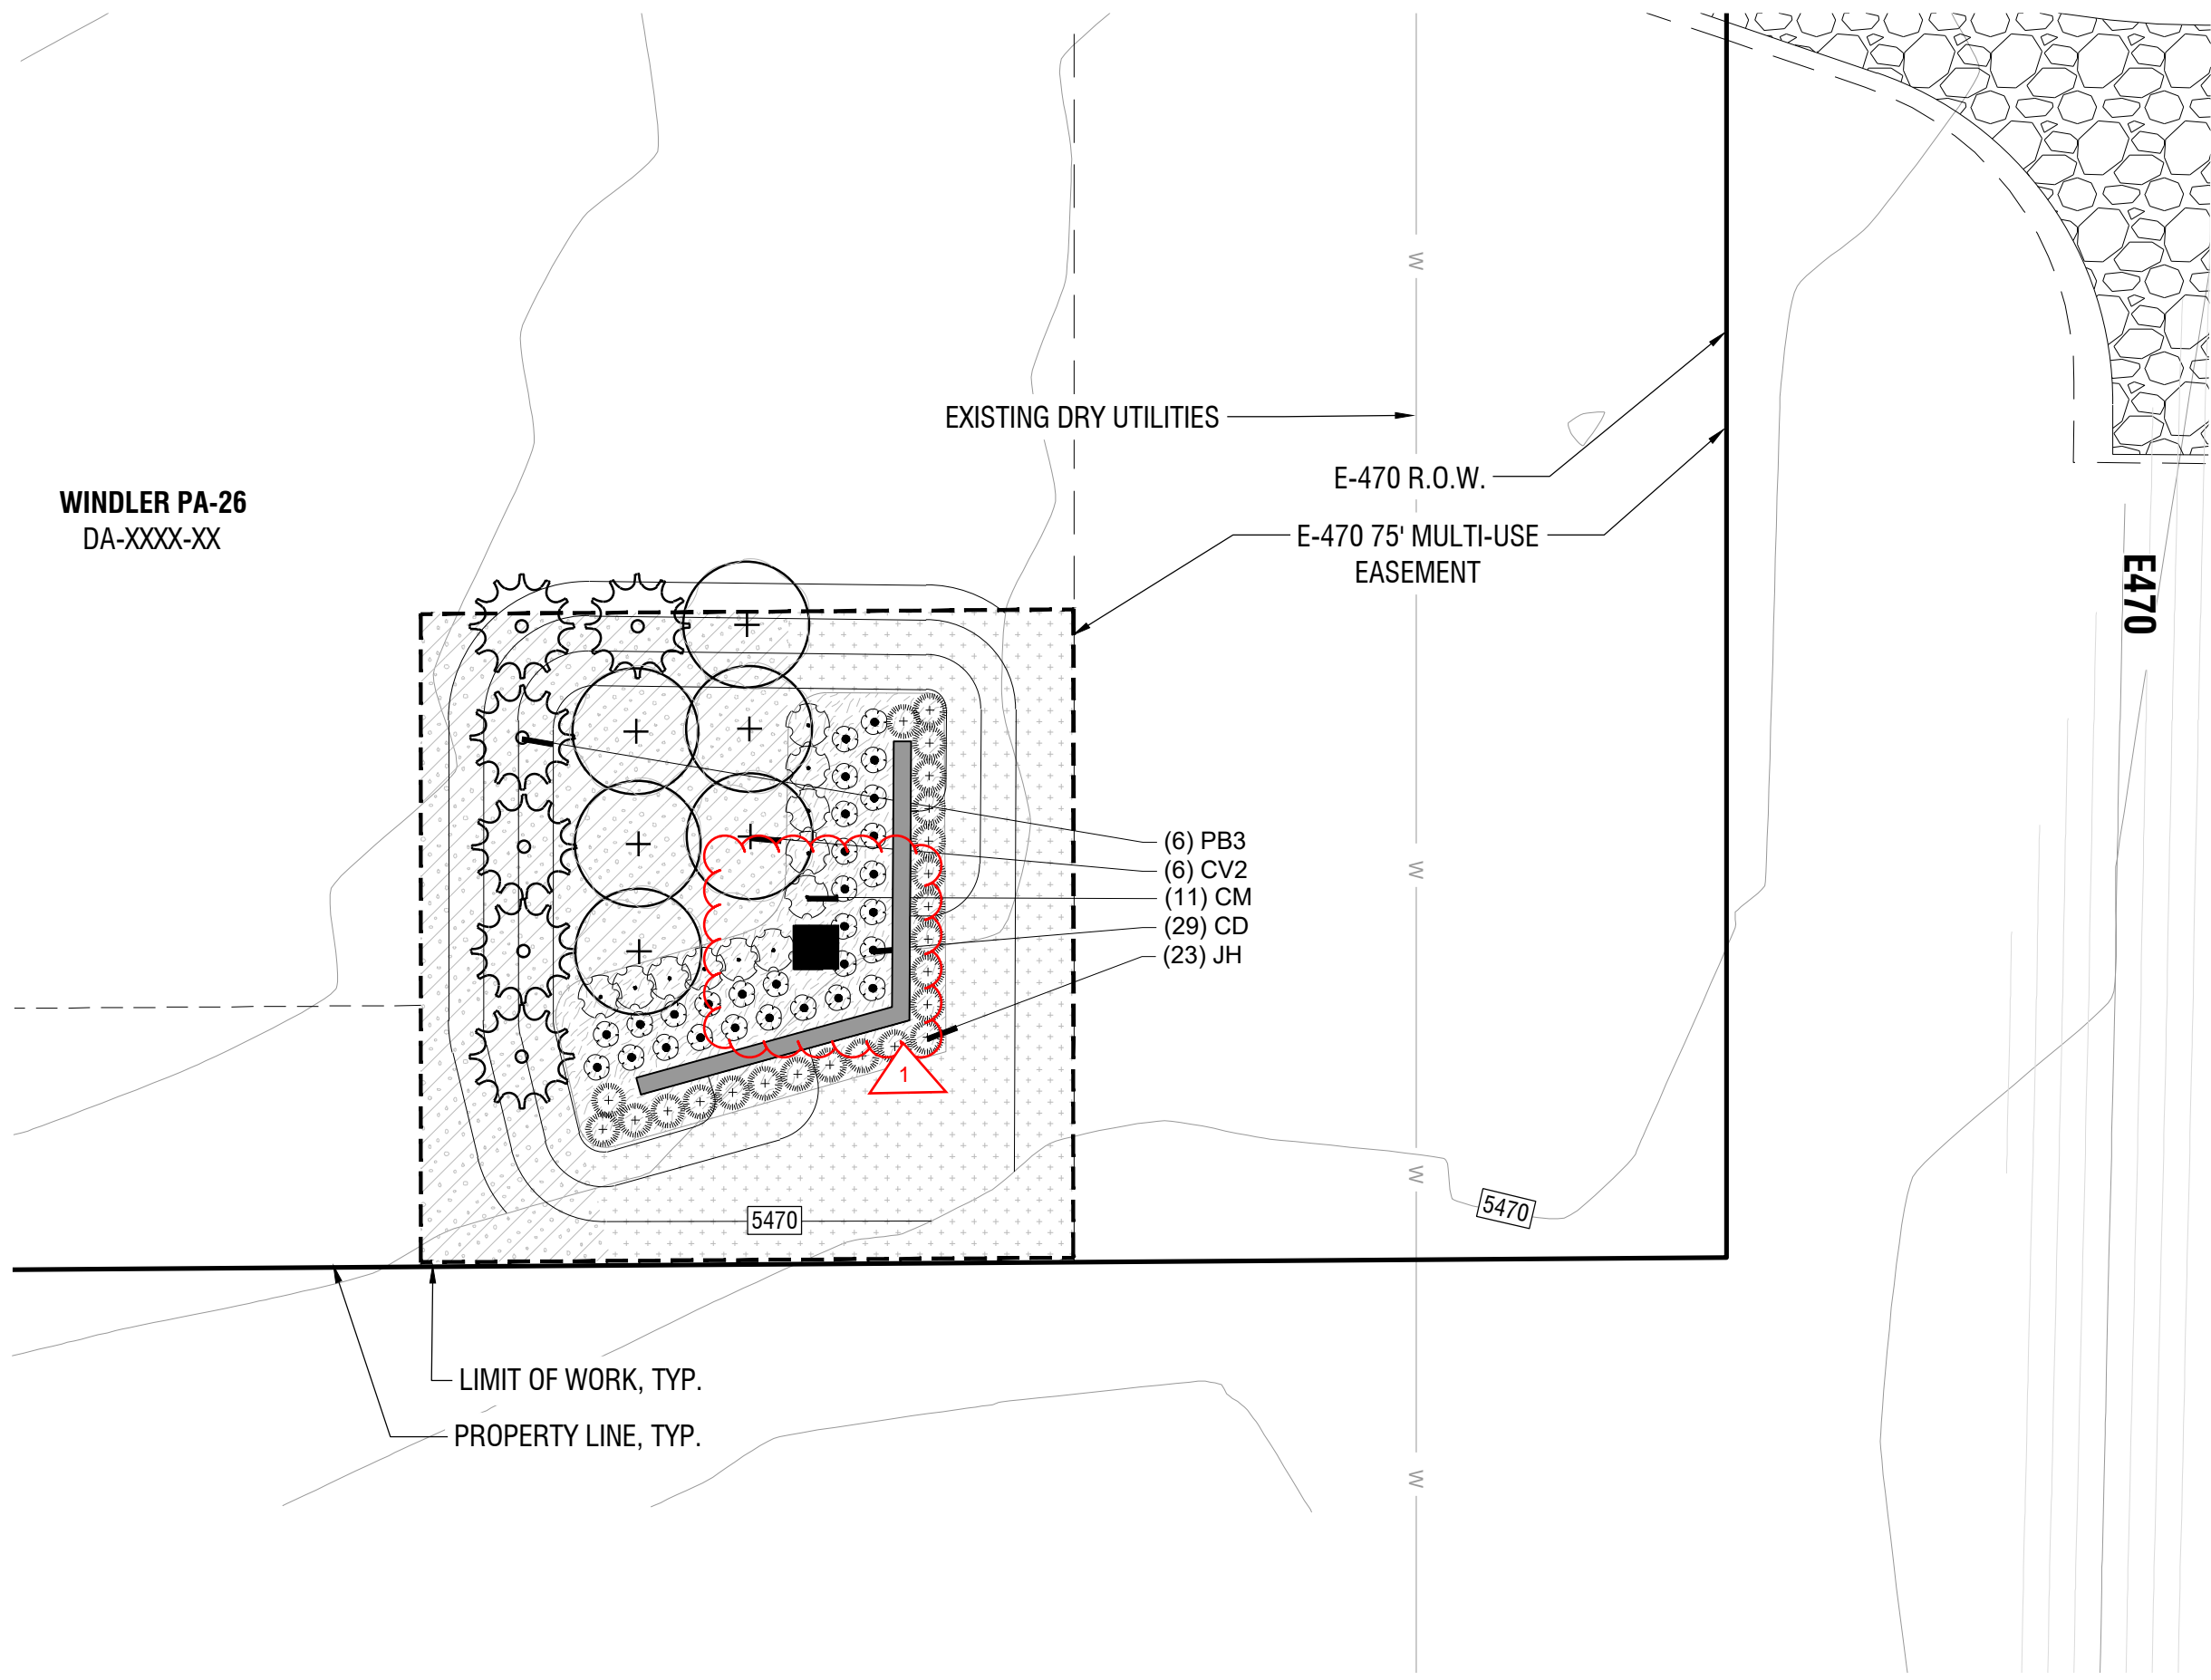 W
EXISTING DRY UTILITIES
E-470 R.O.W.
WINDLER PA-26
DA-XXXX-XX
E-470 75' MULTI-USE
EASEMENT
E470
(6) PB3
(6) CV2
W
(11) CM
(29) CD
(23) JH
1
W
5470
5470
LIMIT OF WORK, TYP.
PROPERTY LINE, TYP.
W